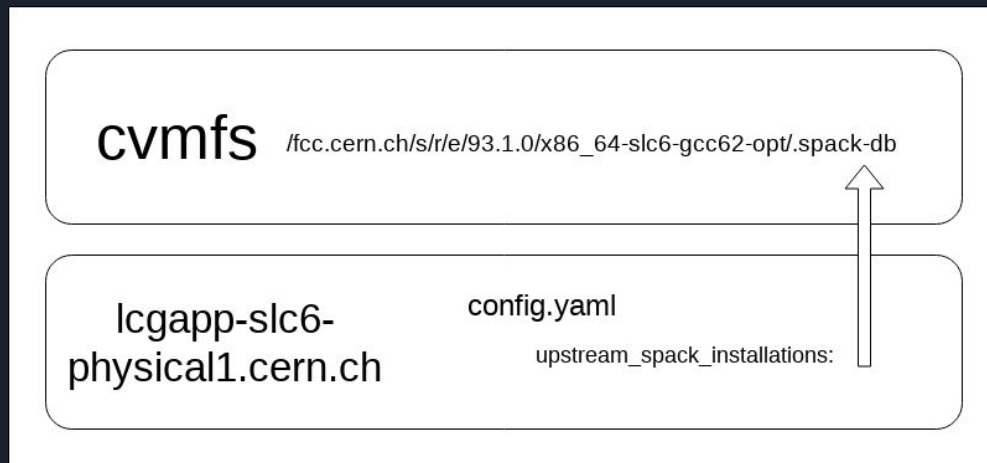 cvmfs /fcc.cern.ch/s/r/e/93.1.0/x86_64-slc6-gcc62-opt/.spack-db
lcgapp-slc6-
physical1.cern.ch
config.yaml
upstream_spack_installations: